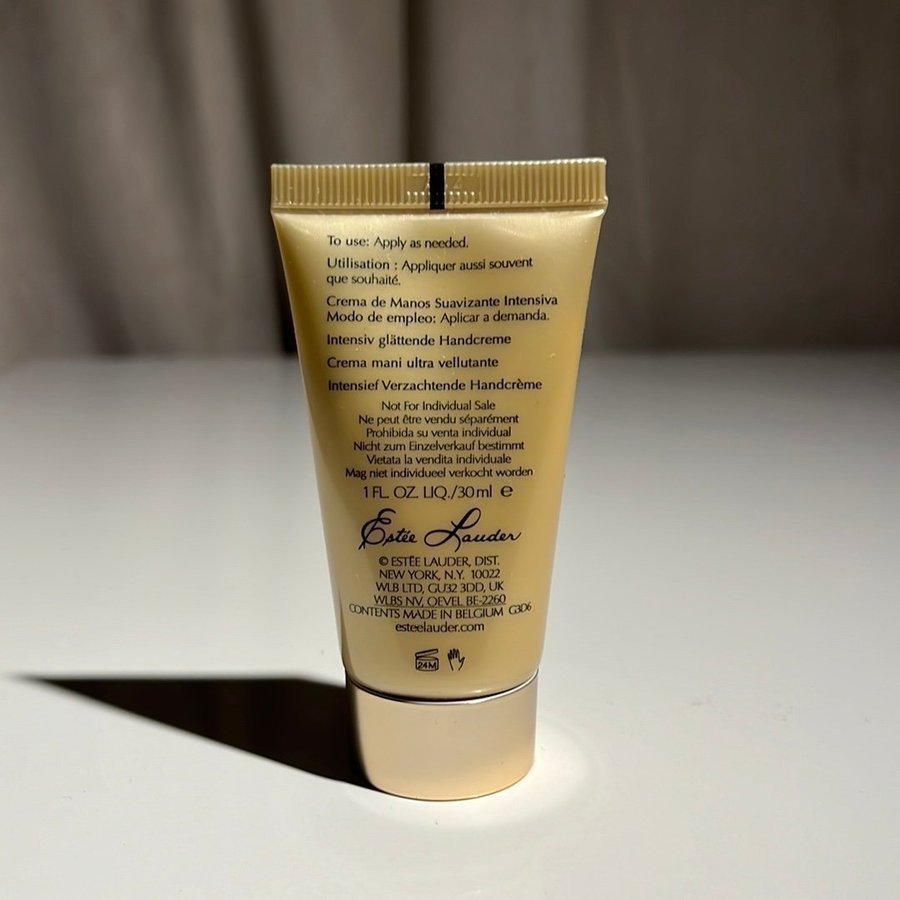 To use: Apply as needed.
Utilisation : Appliquer aussi souvent
que souhaité.
Crema de Manos Suavizante Intensiva
Modo de empleo: Aplicar a demanda.
Intensiv glättende Handcreme
Crema mani ultra vellutante
Intensief Verzachtende Handcrème
Not For Individual Sale
Ne peut être vendu séparément
Prohibida su venta individual
Nicht zum Einzelverkauf bestimmt
Vietata la vendita individuale
Mag niet individueel verkocht worden
1 FL. OZ. LIQ./30 ml ℮
Estée Lauder
© ESTĒE LAUDER, DIST.
NEW YORK, N.Y. 10022
WLB LTD, GU32 3DD, UK
WLBS NV, OEVEL BE-2260
CONTENTS MADE IN BELGIUM G3D6
esteelauder.com
24M